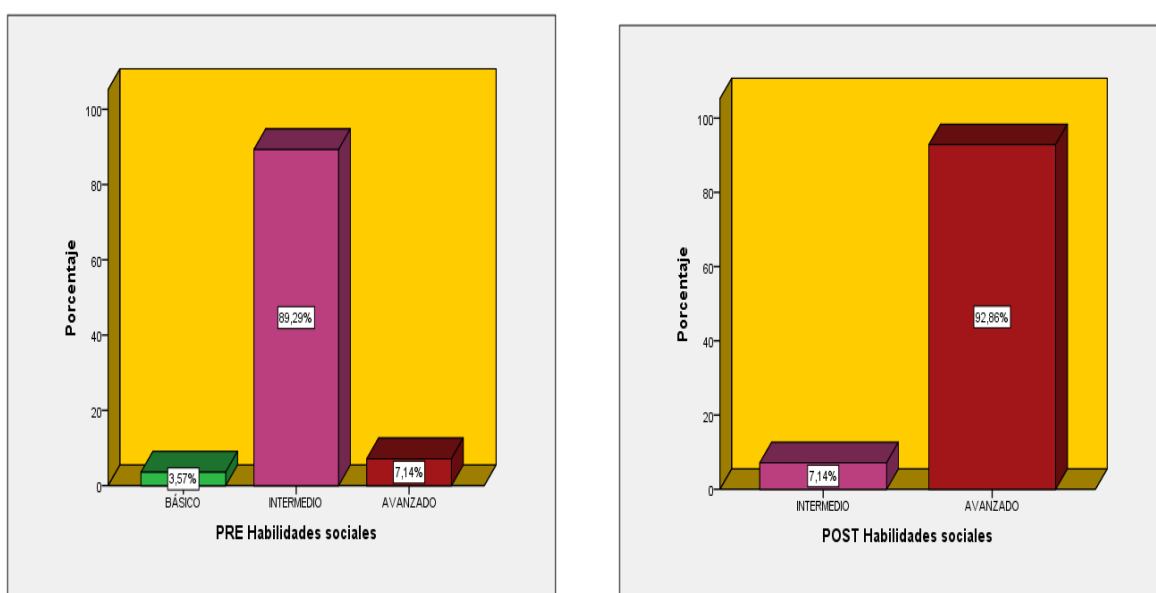 100
80
60
40
20
0
Porcentaje
3,57%
89,29%
7,14%
BÁSICO
INTERMEDIO
AVANZADO
PRE Habilidades sociales
100
80
60
40
20
0
Porcentaje
7,14%
92,86%
INTERMEDIO
AVANZADO
POST Habilidades sociales